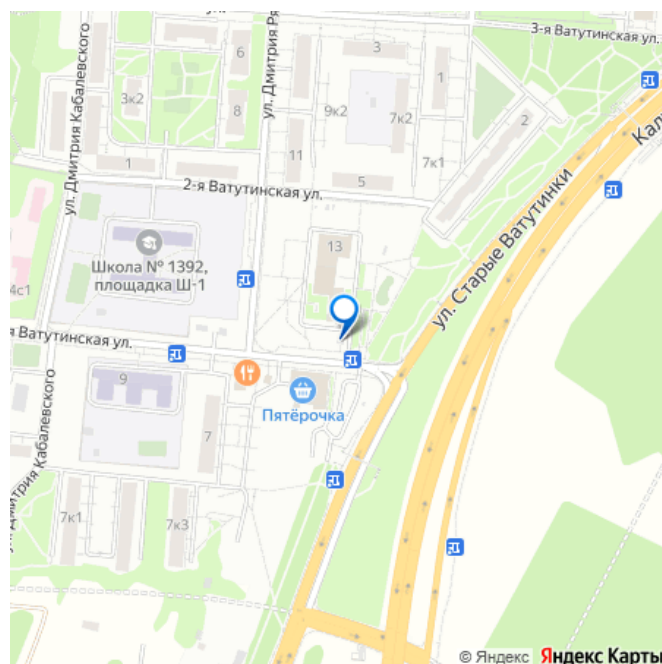 3-я Ватутинская ул.
ул. Дмитрия Кабалевского
ул. Дмитрия Ря
6
3
1
3к2
8
9к2
7к2
2
Кал
11
7к1
1
5
2-я Ватутинская ул.
ул. Старые Ватутинки
13
Школа № 1392,
площадка Ш-1
4с1
я Ватутинская ул.
9
Пятёрочка
7
Дмитрия Кабалевского
7к1
7к3
© Яндекс Яндекс Карты